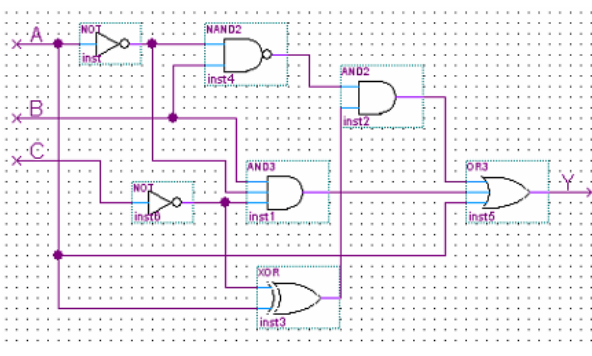 A
NOT
inst
NAND2
inst4
AND2
inst2
B
C
NOT
inst6
AND3
inst1
OR3
inst5
Y
XOR
inst3